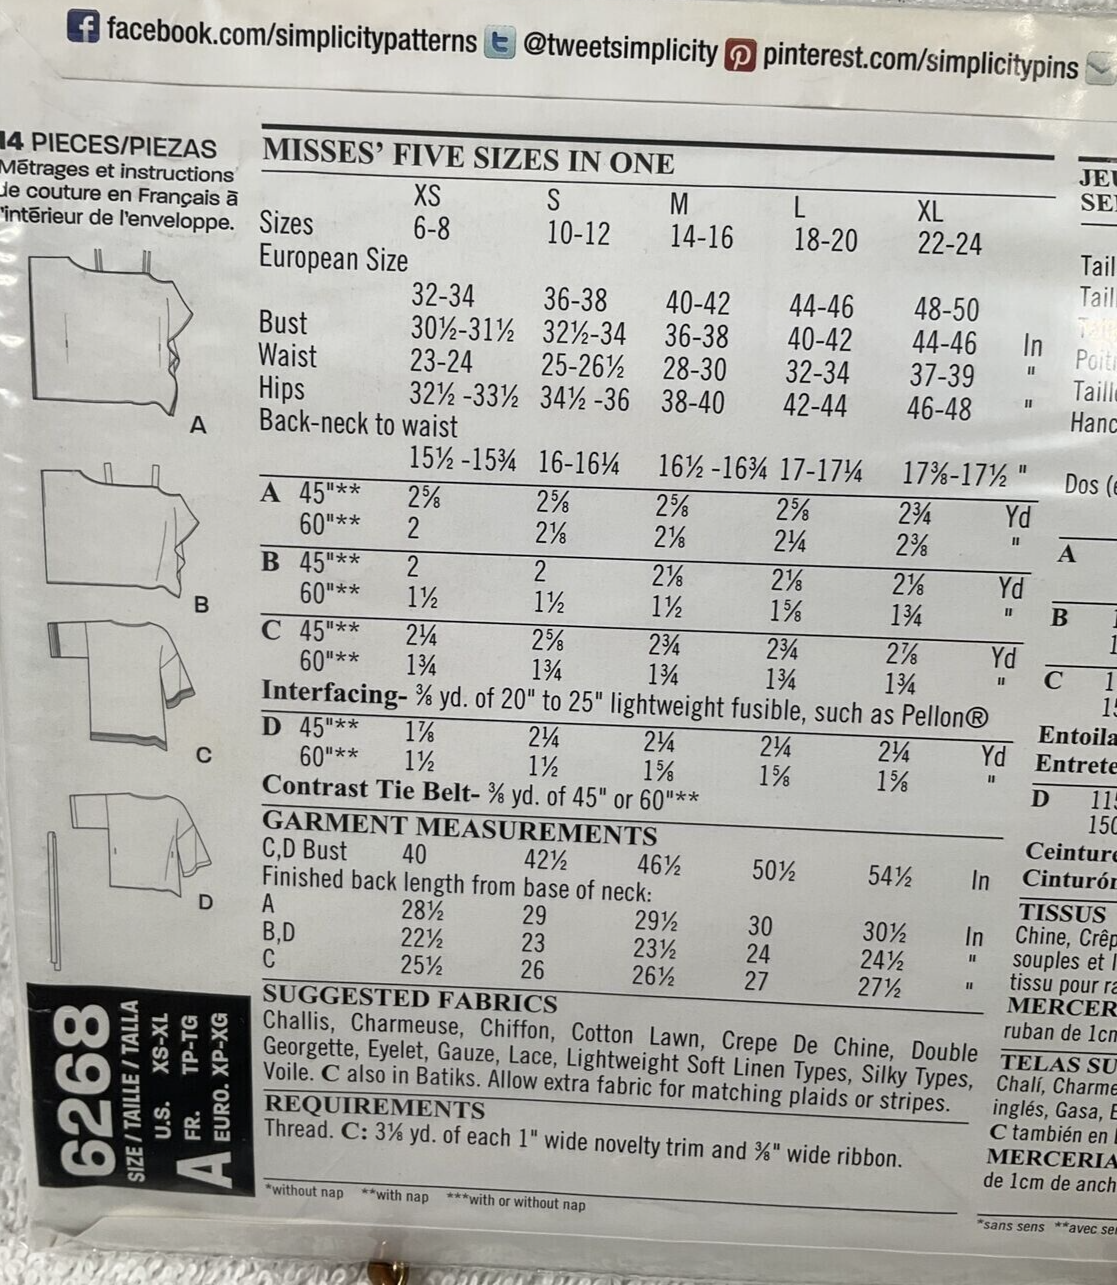 facebook.com/simplicitypatterns @tweetsimplicity pinterest.com/simplicitypins
14 PIECES/PIEZAS
Métrages et instructions
de couture en Français ā
l'intérieur de l'enveloppe.
A
B
C
D
6268
SIZE / TAILLE / TALLA
U.S. XS-XL
FR. TP-TG
EURO. XP-XG
A
MISSES' FIVE SIZES IN ONE
XS S M L XL
Sizes 6-8 10-12 14-16 18-20 22-24
European Size
32-34 36-38 40-42 44-46 48-50
Bust 30½-31½ 32½-34 36-38 40-42 44-46 In
Waist 23-24 25-26½ 28-30 32-34 37-39 "
Hips 32½ -33½ 34½ -36 38-40 42-44 46-48 "
Back-neck to waist
15½ -15¾ 16-16¼ 16½ -16¾ 17-17¼ 17⅜-17½ "
A 45"** 2⅝ 2⅝ 2⅝ 2⅝ 2¾ Yd
60"** 2 2⅛ 2⅛ 2¼ 2⅜ "
B 45"** 2 2 2⅛ 2⅛ 2⅛ Yd
60"** 1½ 1½ 1½ 1⅝ 1¾ "
C 45"** 2¼ 2⅝ 2¾ 2¾ 2⅞ Yd
60"** 1¾ 1¾ 1¾ 1¾ 1¾ "
Interfacing- ⅜ yd. of 20" to 25" lightweight fusible, such as Pellon®
D 45"** 1⅞ 2¼ 2¼ 2¼ 2¼ Yd
60"** 1½ 1½ 1⅝ 1⅝ 1⅝ "
Contrast Tie Belt- ⅜ yd. of 45" or 60"**
GARMENT MEASUREMENTS
C,D Bust 40 42½ 46½ 50½ 54½ In
Finished back length from base of neck:
A 28½ 29 29½ 30 30½ In
B,D 22½ 23 23½ 24 24½ "
C 25½ 26 26½ 27 27½ "
SUGGESTED FABRICS
Challis, Charmeuse, Chiffon, Cotton Lawn, Crepe De Chine, Double
Georgette, Eyelet, Gauze, Lace, Lightweight Soft Linen Types, Silky Types,
Voile. C also in Batiks. Allow extra fabric for matching plaids or stripes.
REQUIREMENTS
Thread. C: 3⅛ yd. of each 1" wide novelty trim and ⅜" wide ribbon.
*without nap **with nap ***with or without nap
JEU
SE
Tail
Tail
Poit
Taille
Hanc
Dos (
A
B 1
1
C 1
15
Entoila
Entrete
D 115
150
Ceintur
Cinturón
TISSUS
Chine, Crêp
souples et l
tissu pour ra
MERCER
ruban de 1cm
TELAS SU
Chalí, Charme
inglés, Gasa, E
C también en
MERCERIA
de 1cm de anch
*sans sens **avec se